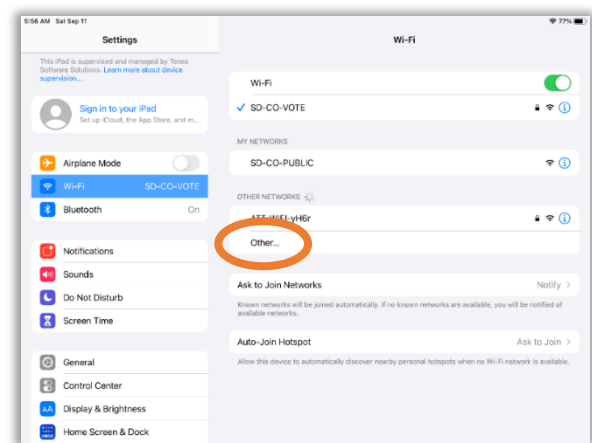 5:56 AM Sat Sep 11
77%
Settings
This iPad is supervised and managed by Tenex
Software Solutions. Learn more about device
supervision...
Sign in to your iPad
Set up iCloud, the App Store, and m...
Airplane Mode
Wi-Fi SD-CO-VOTE
Bluetooth On
Notifications
Sounds
Do Not Disturb
Screen Time
General
Control Center
AA Display & Brightness
Home Screen & Dock
Wi-Fi
Wi-Fi
SD-CO-VOTE
MY NETWORKS
SD-CO-PUBLIC
OTHER NETWORKS
ATT-WIFI-yH6r
Other...
Ask to Join Networks Notify
Known networks will be joined automatically. If no known networks are available, you will be notified of
available networks.
Auto-Join Hotspot Ask to Join
Allow this device to automatically discover nearby personal hotspots when no Wi-Fi network is available.